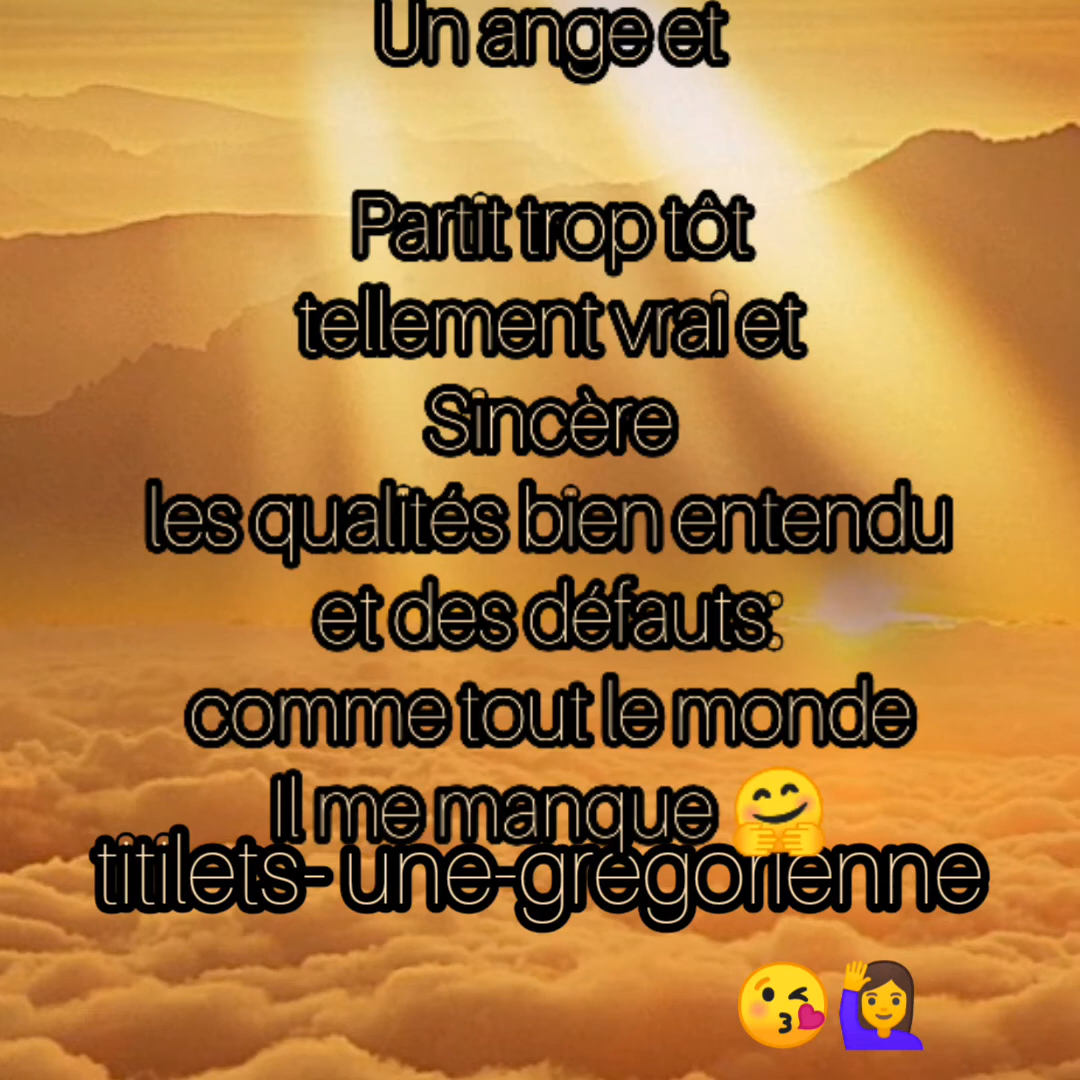 Un ange et
Partit trop tôt
tellement vrai et
Sincère
les qualités bien entendu
et des défauts:
comme tout le monde
Il me manque 🤗
titilets- une-grégorienne
😘🙋‍♀️